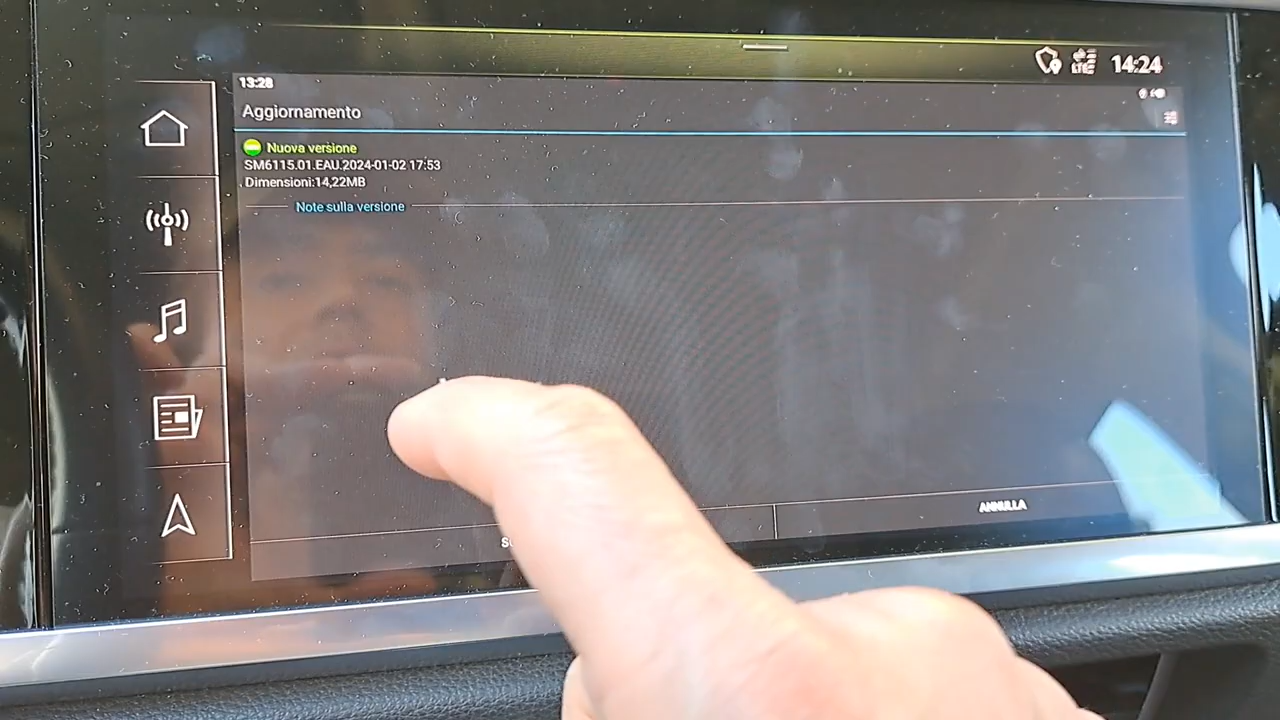 14:24
LTE
13:28
Aggiornamento
Nuova versione
SM6115.01.EAU.2024-01-02 17:53
Dimensioni:14,22MB
Note sulla versione
ANNULLA